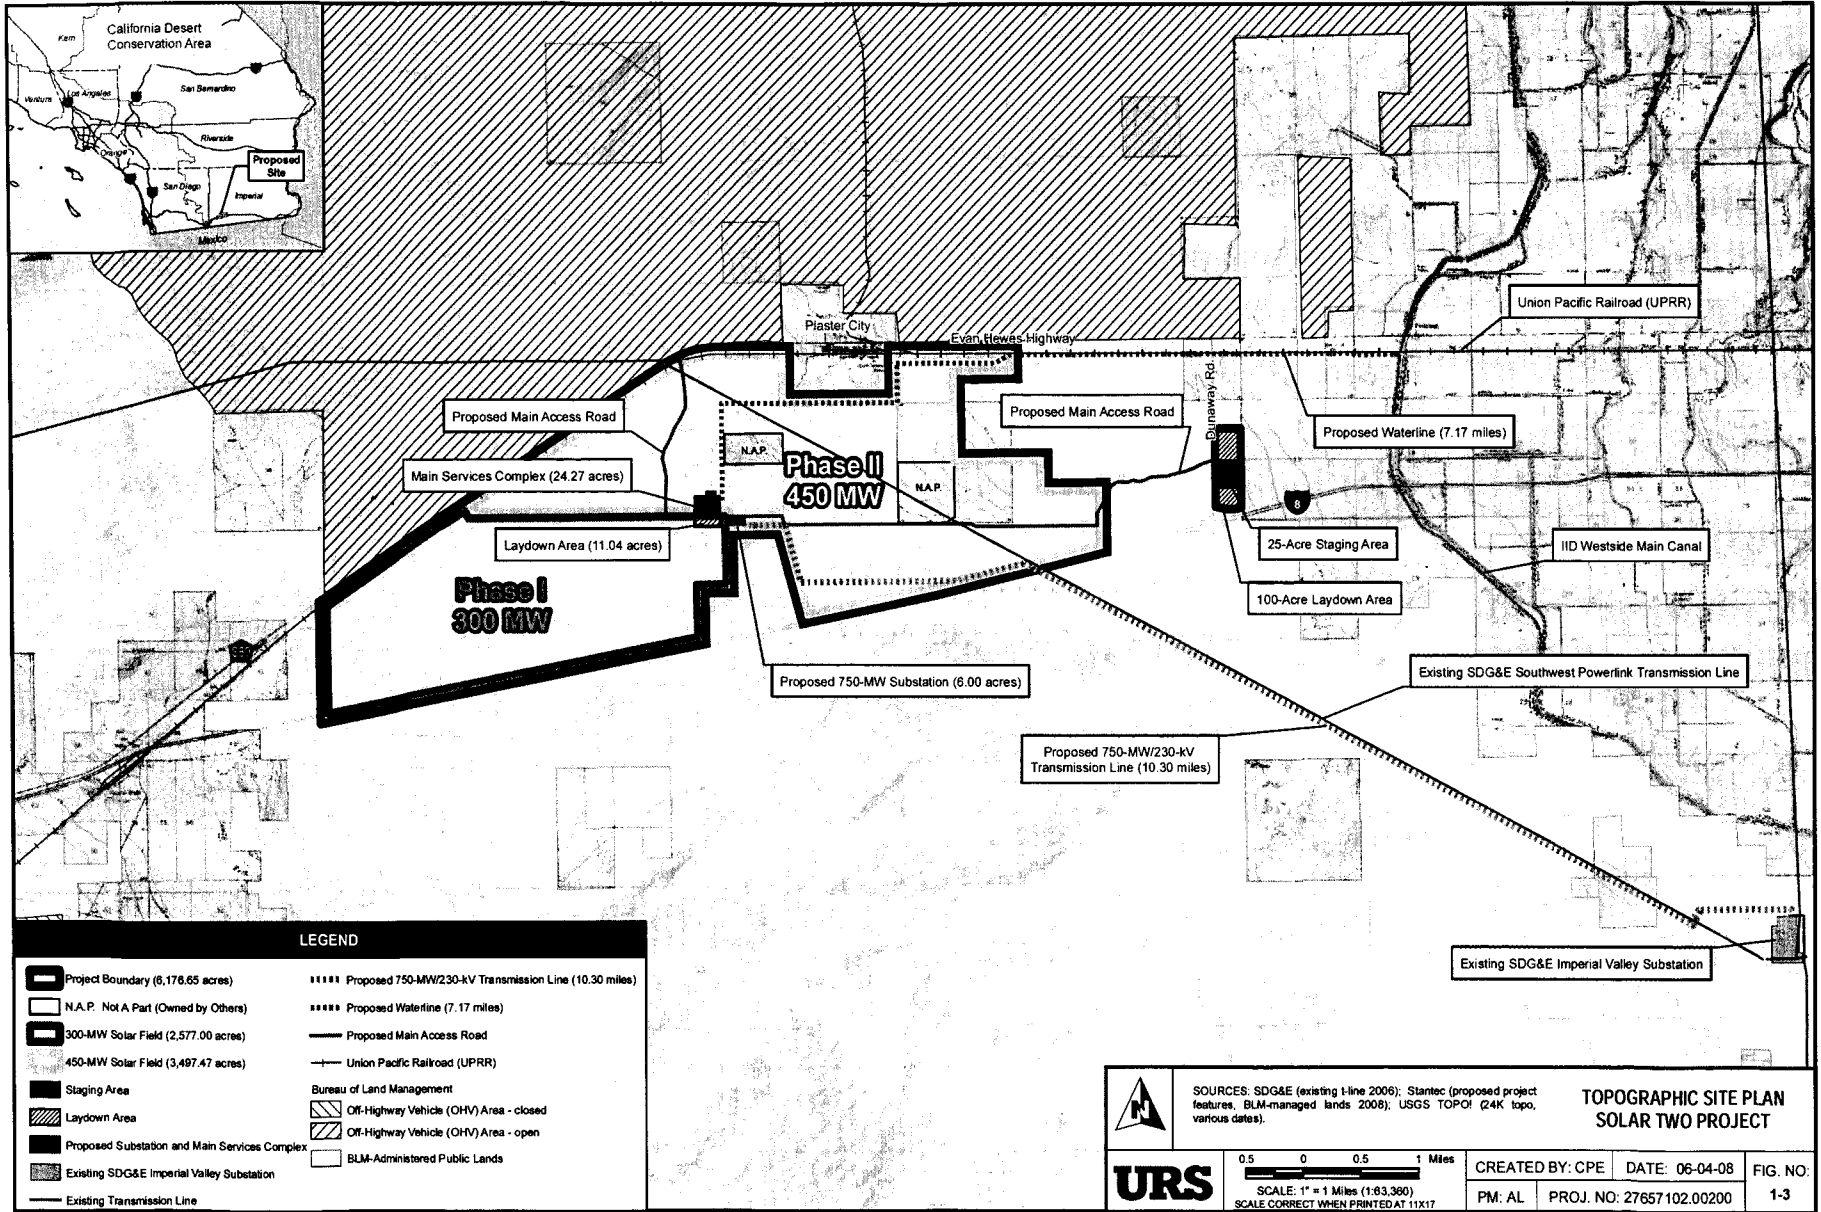 California Desert
Conservation Area
Kern
San Bernardino
Ventura
Los Angeles
Riverside
Orange
Proposed
Site
San Diego
Imperial
Mexico
Plaster City
Evan Hewes Highway
Union Pacific Railroad (UPRR)
Dunaway Rd.
Proposed Main Access Road
Proposed Main Access Road
Proposed Waterline (7.17 miles)
N.A.P.
Phase II
450 MW
Main Services Complex (24.27 acres)
N.A.P.
8
Laydown Area (11.04 acres)
25-Acre Staging Area
IID Westside Main Canal
Phase I
300 MW
100-Acre Laydown Area
Existing SDG&E Southwest Powerlink Transmission Line
Proposed 750-MW Substation (6.00 acres)
Proposed 750-MW/230-kV
Transmission Line (10.30 miles)
Existing SDG&E Imperial Valley Substation
LEGEND
Project Boundary (6,176.65 acres)
N.A.P. Not A Part (Owned by Others)
300-MW Solar Field (2,577.00 acres)
450-MW Solar Field (3,497.47 acres)
Staging Area
Laydown Area
Proposed Substation and Main Services Complex
Existing SDG&E Imperial Valley Substation
Existing Transmission Line
Proposed 750-MW/230-kV Transmission Line (10.30 miles)
Proposed Waterline (7.17 miles)
Proposed Main Access Road
Union Pacific Railroad (UPRR)
Bureau of Land Management
Off-Highway Vehicle (OHV) Area - closed
Off-Highway Vehicle (OHV) Area - open
BLM-Administered Public Lands
N
SOURCES: SDG&E (existing t-line 2006); Stantec (proposed project
features, BLM-managed lands 2008); USGS TOPO! (24K topo,
various dates).
TOPOGRAPHIC SITE PLAN
SOLAR TWO PROJECT
URS
0.5 0 0.5 1 Miles
SCALE: 1" = 1 Miles (1:63,360)
SCALE CORRECT WHEN PRINTED AT 11X17
CREATED BY: CPE
DATE: 06-04-08
FIG. NO:
1-3
PM: AL
PROJ. NO: 27657102.00200